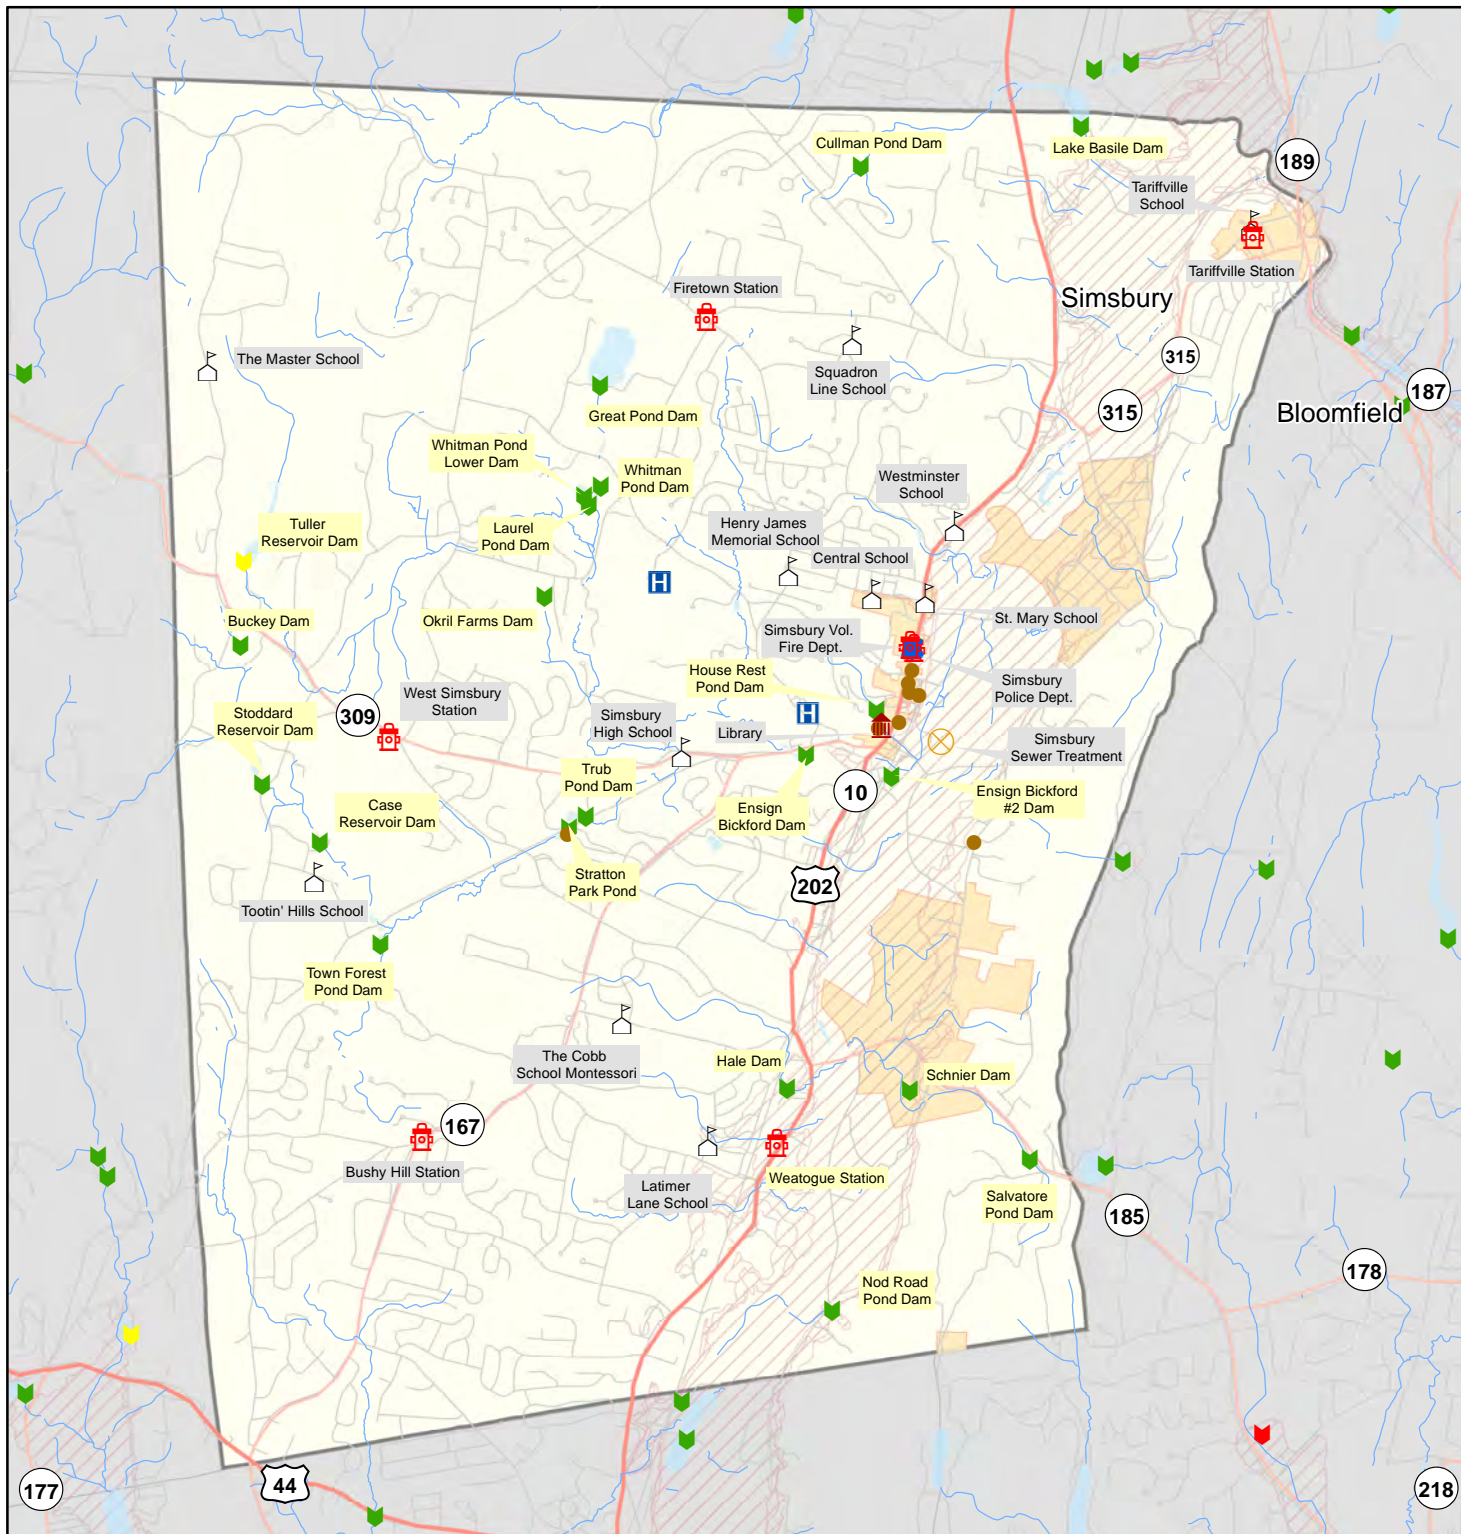 Cullman Pond Dam
Lake Basile Dam
189
Tariffville
School
Tariffville Station
Firetown Station
Simsbury
The Master School
Squadron
Line School
315
187
315
Bloomfield
Great Pond Dam
Whitman Pond
Lower Dam
Whitman
Pond Dam
Westminster
School
Tuller
Reservoir Dam
Laurel
Pond Dam
Henry James
Memorial School
Central School
H
Buckey Dam
Okril Farms Dam
St. Mary School
Simsbury Vol.
Fire Dept.
House Rest
Pond Dam
Simsbury
Police Dept.
West Simsbury
Station
309
Stoddard
Reservoir Dam
Simsbury
High School
H
Library
Simsbury
Sewer Treatment
Trub
Pond Dam
10
Ensign Bickford
#2 Dam
Case
Reservoir Dam
Ensign
Bickford Dam
Stratton
Park Pond
202
Tootin' Hills School
Town Forest
Pond Dam
The Cobb
School Montessori
Hale Dam
Schnier Dam
167
Bushy Hill Station
Latimer
Lane School
Weatogue Station
Salvatore
Pond Dam
185
178
Nod Road
Pond Dam
177
44
218